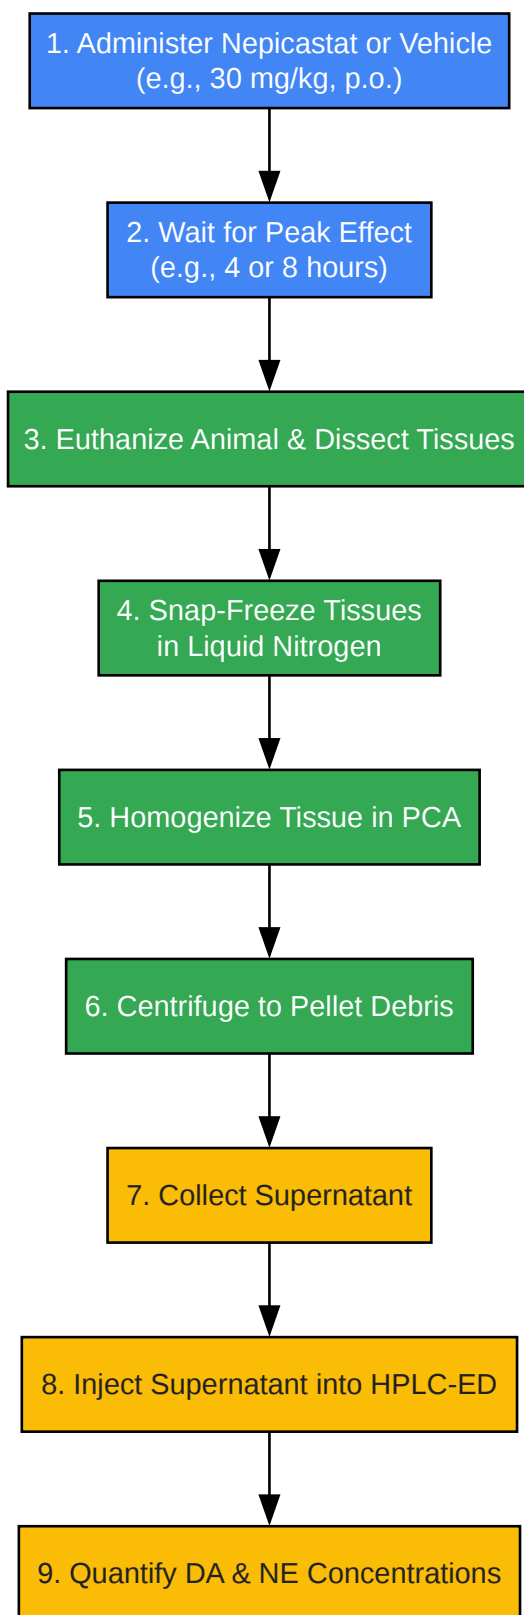 1. Administer Nepicastat or Vehicle
(e.g., 30 mg/kg, p.o.)
2. Wait for Peak Effect
(e.g., 4 or 8 hours)
3. Euthanize Animal & Dissect Tissues
4. Snap-Freeze Tissues
in Liquid Nitrogen
5. Homogenize Tissue in PCA
6. Centrifuge to Pellet Debris
7. Collect Supernatant
8. Inject Supernatant into HPLC-ED
9. Quantify DA & NE Concentrations